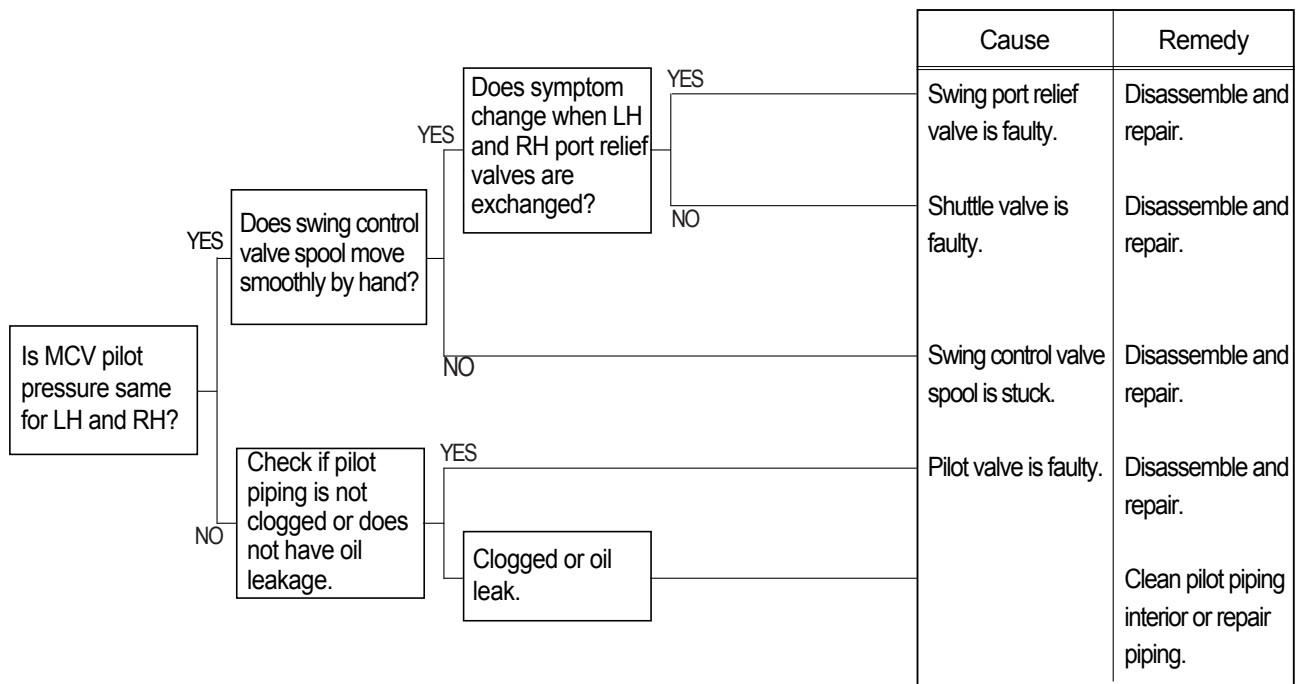 Cause
Remedy
Is MCV pilot
pressure same
for LH and RH?
YES
NO
Does swing control
valve spool move
smoothly by hand?
YES
NO
Does symptom
change when LH
and RH port relief
valves are
exchanged?
YES
NO
Swing port relief
valve is faulty.
Disassemble and
repair.
Shuttle valve is
faulty.
Disassemble and
repair.
Swing control valve
spool is stuck.
Disassemble and
repair.
Check if pilot
piping is not
clogged or does
not have oil
leakage.
YES
Pilot valve is faulty.
Disassemble and
repair.
Clogged or oil
leak.
Clean pilot piping
interior or repair
piping.